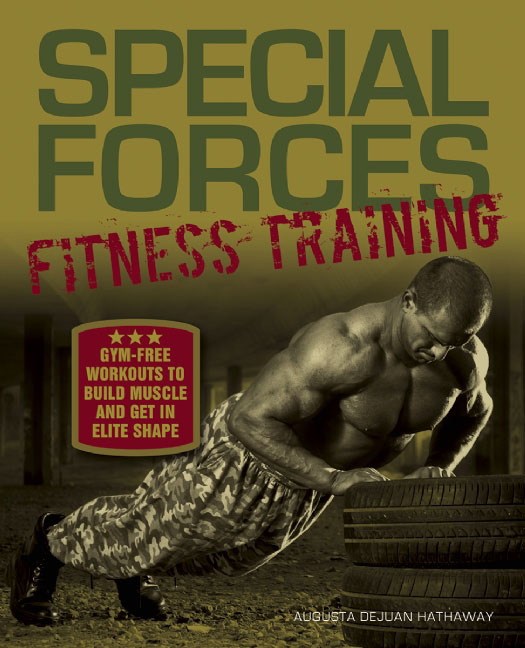 SPECIAL
FORCES
FITNESS TRAINING
GYM-FREE
WORKOUTS TO
BUILD MUSCLE
AND GET IN
ELITE SHAPE
AUGUSTA DEJUAN HATHAWAY